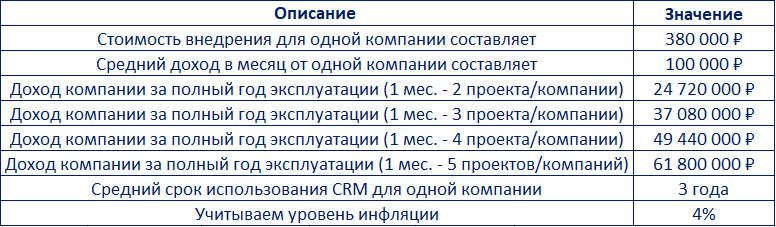 Описание Значение
Стоимость внедрения для одной компании составляет 380 000 ₽
Средний доход в месяц от одной компании составляет 100 000 ₽
Доход компании за полный год эксплуатации (1 мес. - 2 проекта/компании) 24 720 000 ₽
Доход компании за полный год эксплуатации (1 мес. - 3 проекта/компании) 37 080 000 ₽
Доход компании за полный год эксплуатации (1 мес. - 4 проекта/компании) 49 440 000 ₽
Доход компании за полный год эксплуатации (1 мес. - 5 проектов/компаний) 61 800 000 ₽
Средний срок использования CRM для одной компании 3 года
Учитываем уровень инфляции 4%